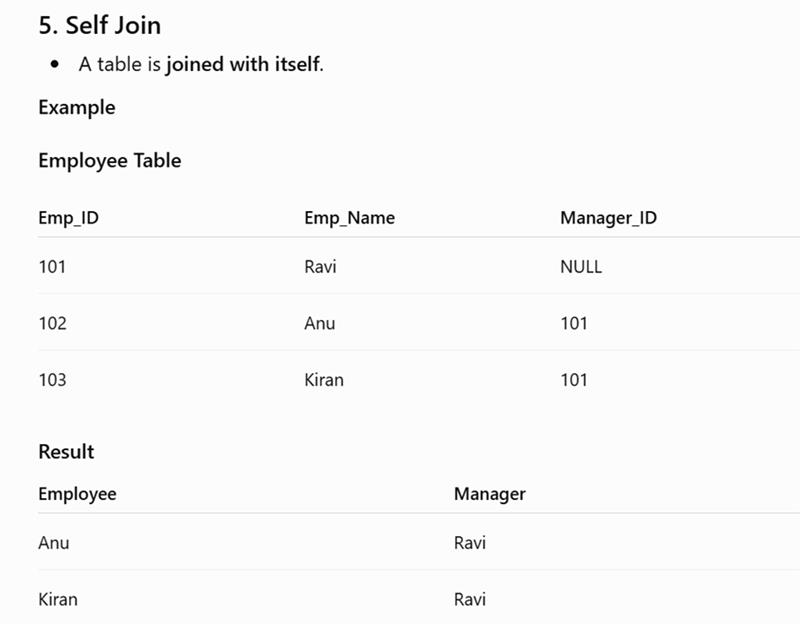 5. Self Join
• A table is joined with itself.
Example
Employee Table
Emp_ID Emp_Name Manager_ID
101 Ravi NULL
102 Anu 101
103 Kiran 101
Result
Employee Manager
Anu Ravi
Kiran Ravi